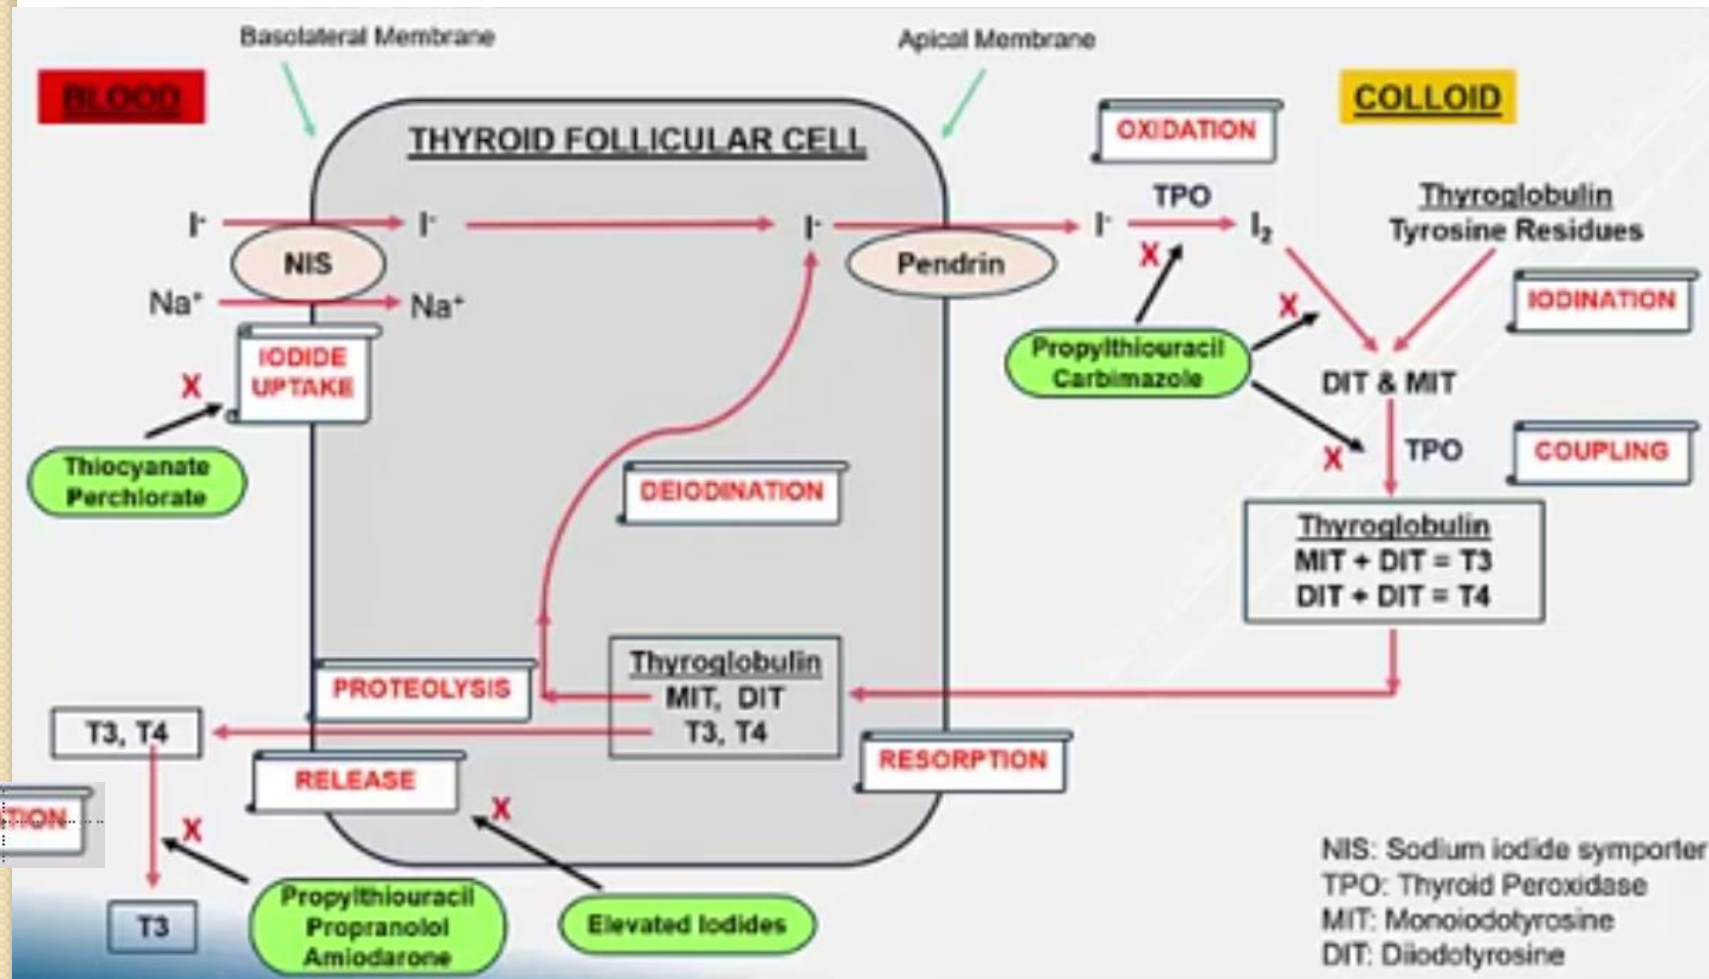 Basolateral Membrane
Apical Membrane
BLOOD
COLLOID
THYROID FOLLICULAR CELL
OXIDATION
I-
I-
I-
I-
TPO
I2
Thyroglobulin
Tyrosine Residues
NIS
Pendrin
Na+
Na+
X
X
IODINATION
IODIDE
UPTAKE
X
Propylthiouracil
Carbimazole
DIT & MIT
Thiocyanate
Perchlorate
X
TPO
COUPLING
DEIODINATION
Thyroglobulin
MIT + DIT = T3
DIT + DIT = T4
PROTEOLYSIS
Thyroglobulin
MIT, DIT
T3, T4
T3, T4
RELEASE
RESORPTION
TION
X
X
Propylthiouracil
Propranolol
Amiodarone
Elevated Iodides
T3
NIS: Sodium iodide symporter
TPO: Thyroid Peroxidase
MIT: Monoiodotyrosine
DIT: Diiodotyrosine